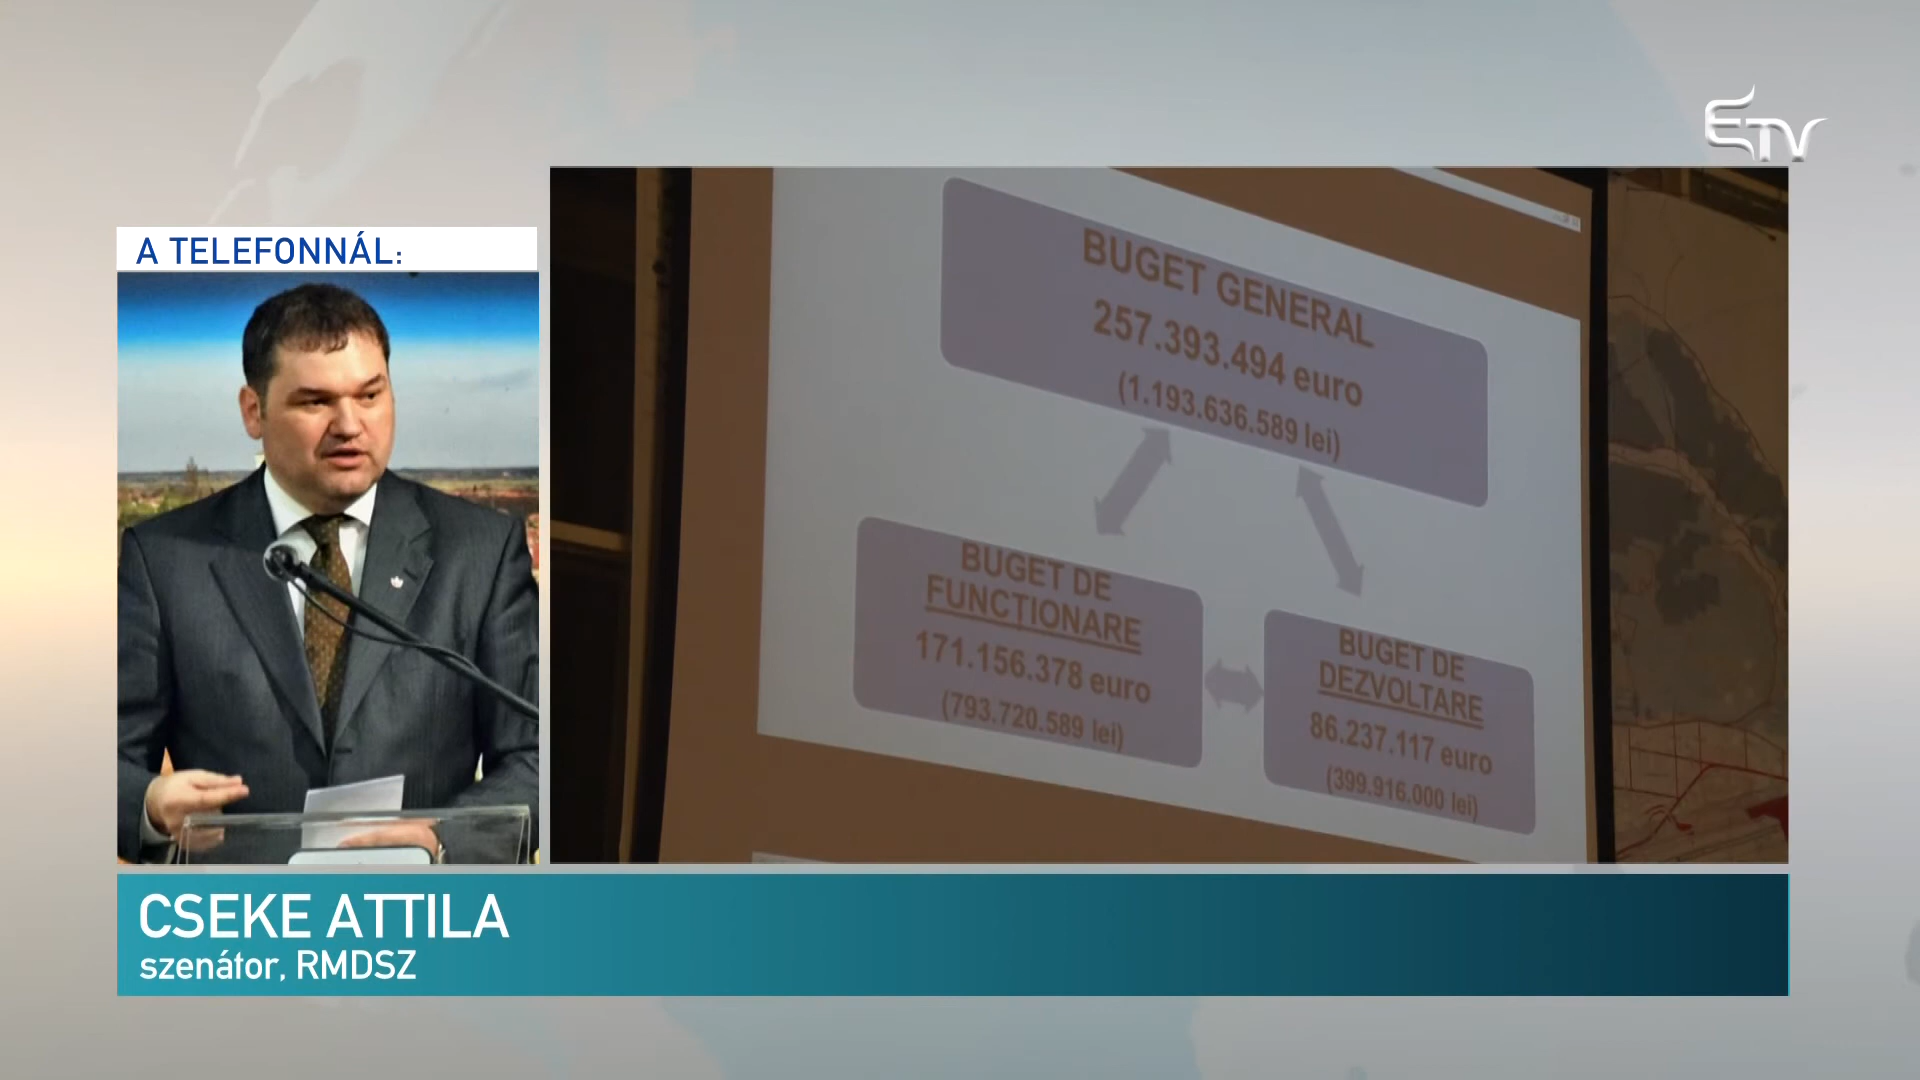 ETV
A TELEFONNÁL:
BUGET GENERAL
257.393.494 euro
(1.193.636.589 lei)
BUGET DE
FUNCȚIONARE
171.156.378 euro
(793.720.589 lei)
BUGET DE
DEZVOLTARE
86.237.117 euro
(399.916.000 lei)
CSEKE ATTILA
szenátor, RMDSZ